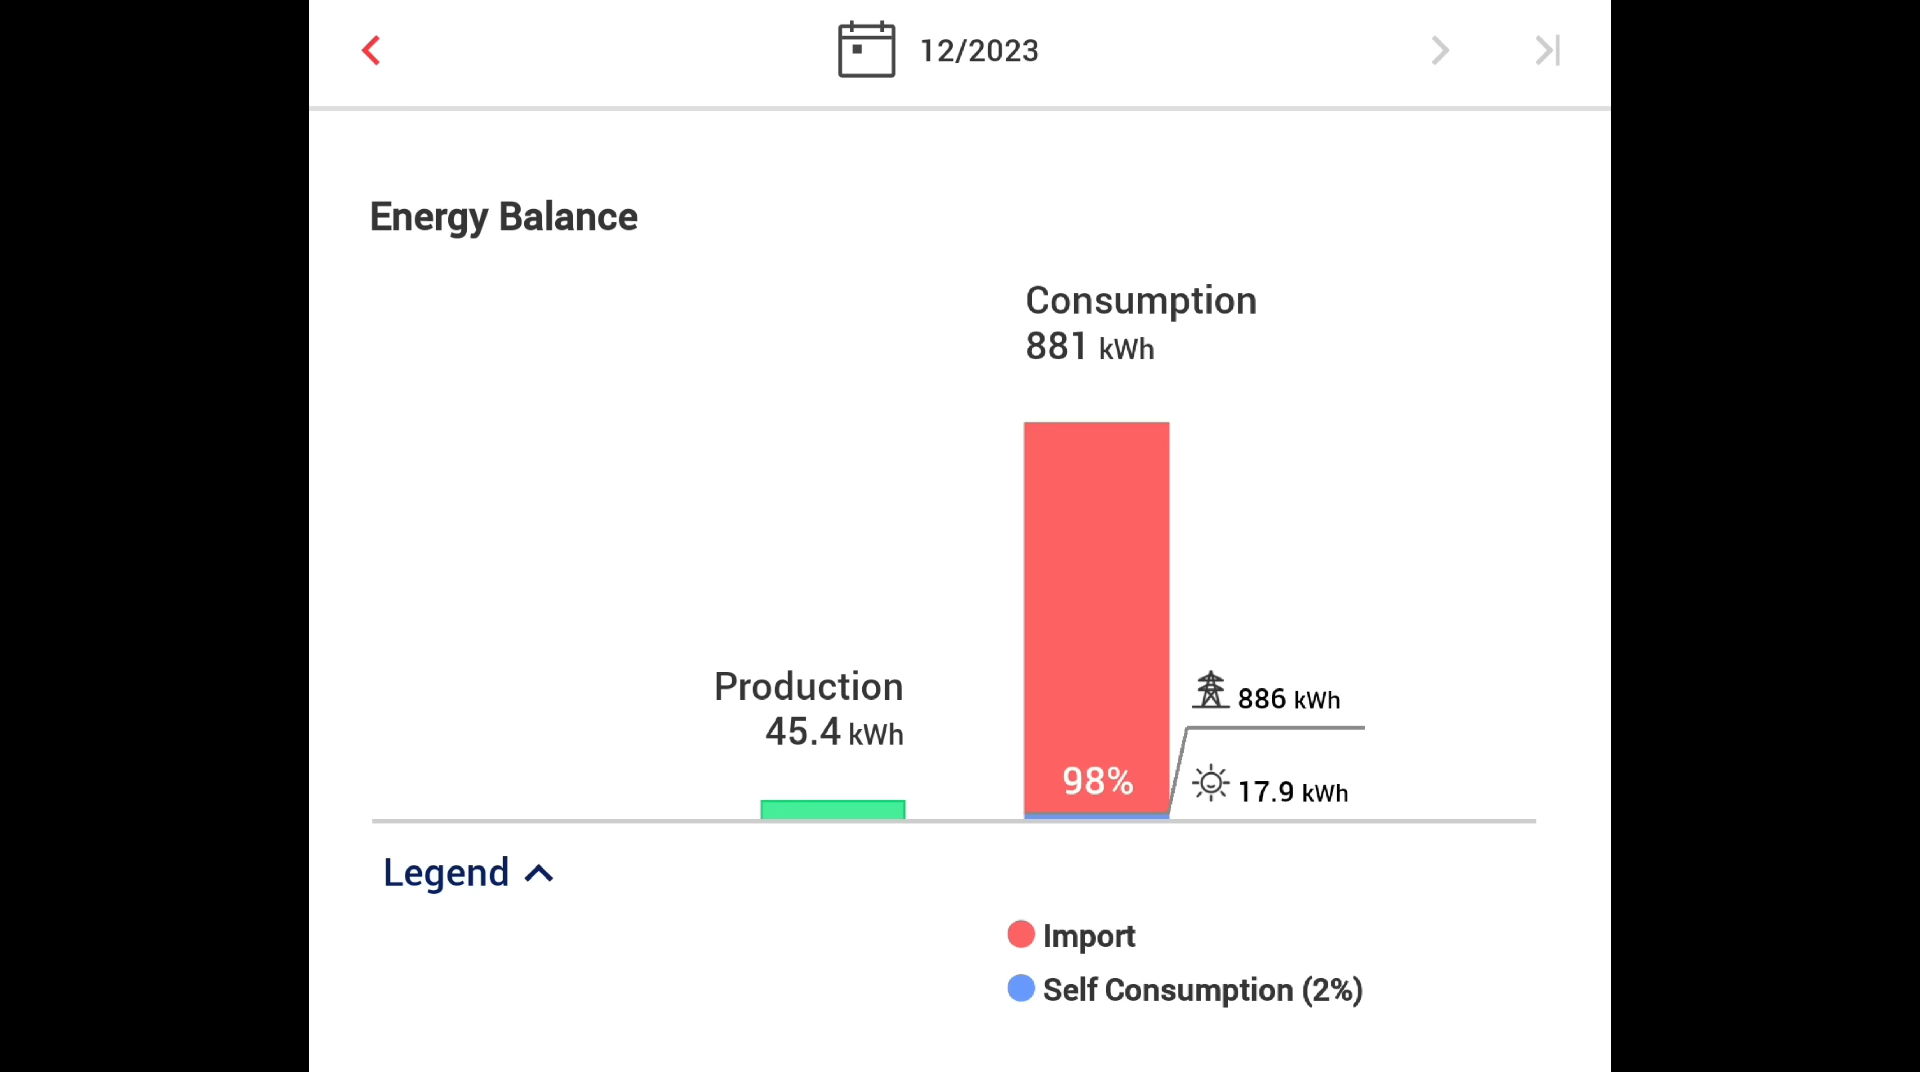 12/2023
Energy Balance
Consumption
881 kWh
Production
45.4 kWh
886 kWh
98%
17.9 kWh
Legend
Import
Self Consumption (2%)